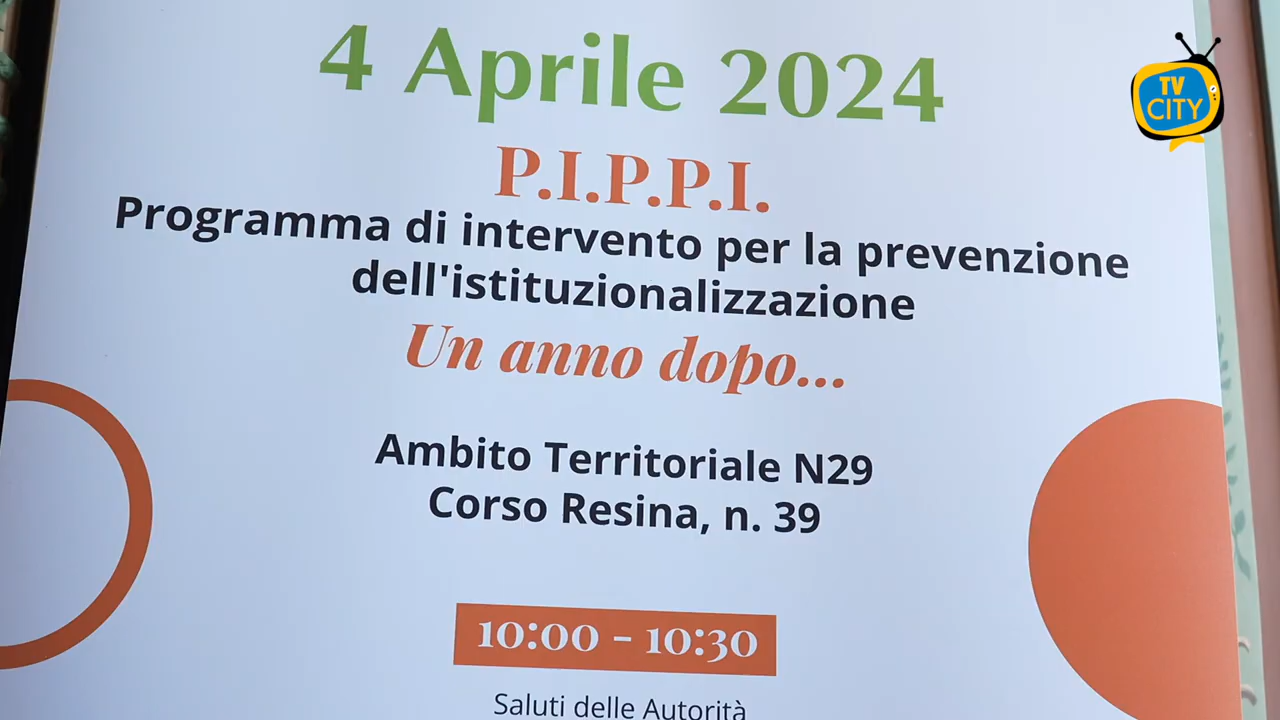 4 Aprile 2024
P.I.P.P.I.
Programma di intervento per la prevenzione
dell'istituzionalizzazione
Un anno dopo...
Ambito Territoriale N29
Corso Resina, n. 39
10:00 - 10:30
Saluti delle Autorità
TV
CITY